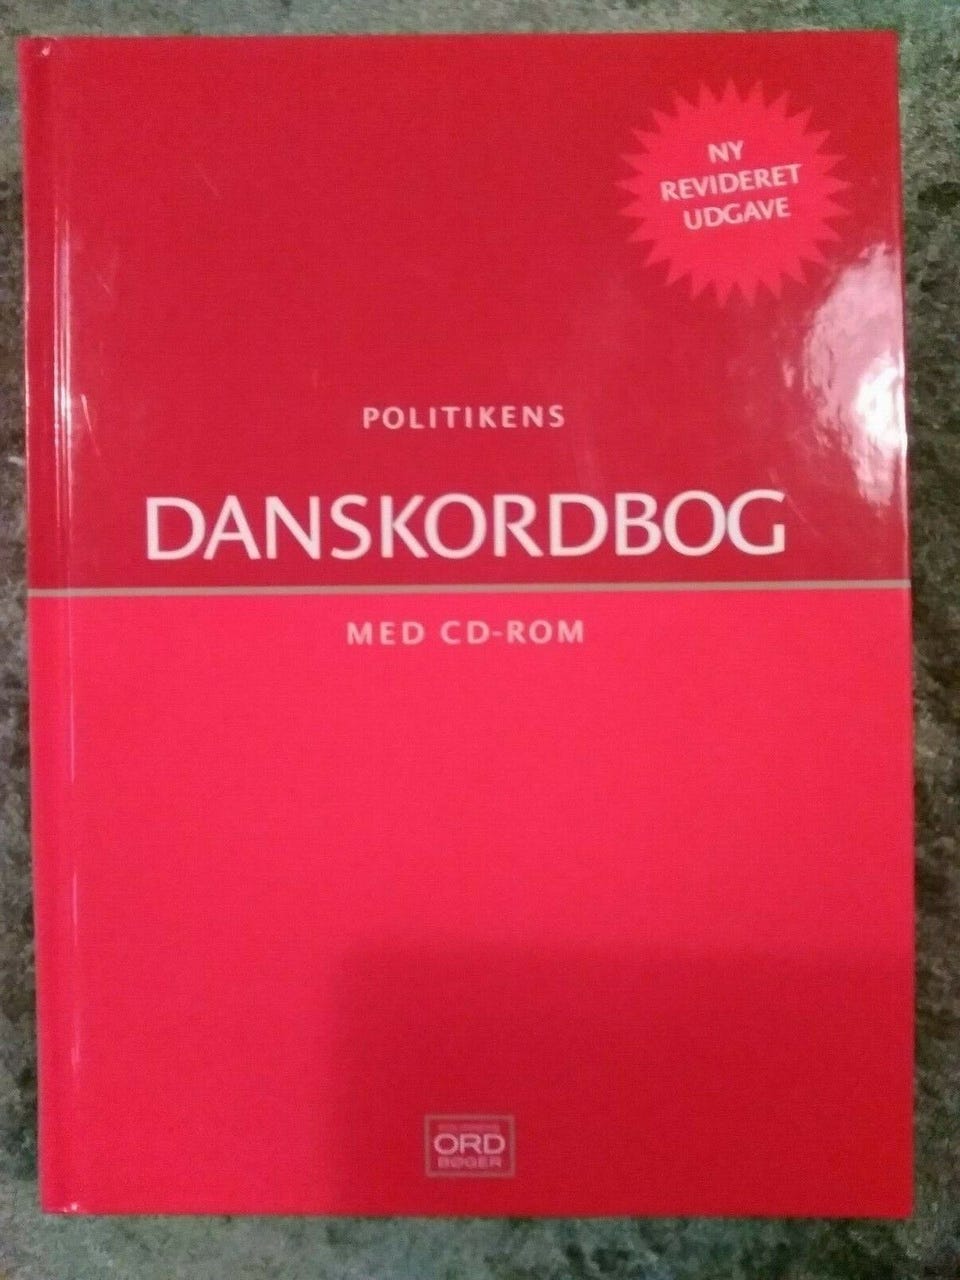 NY
REVIDERET
UDGAVE
POLITIKENS
DANSKORDBOG
MED CD-ROM
ORD
BØGER